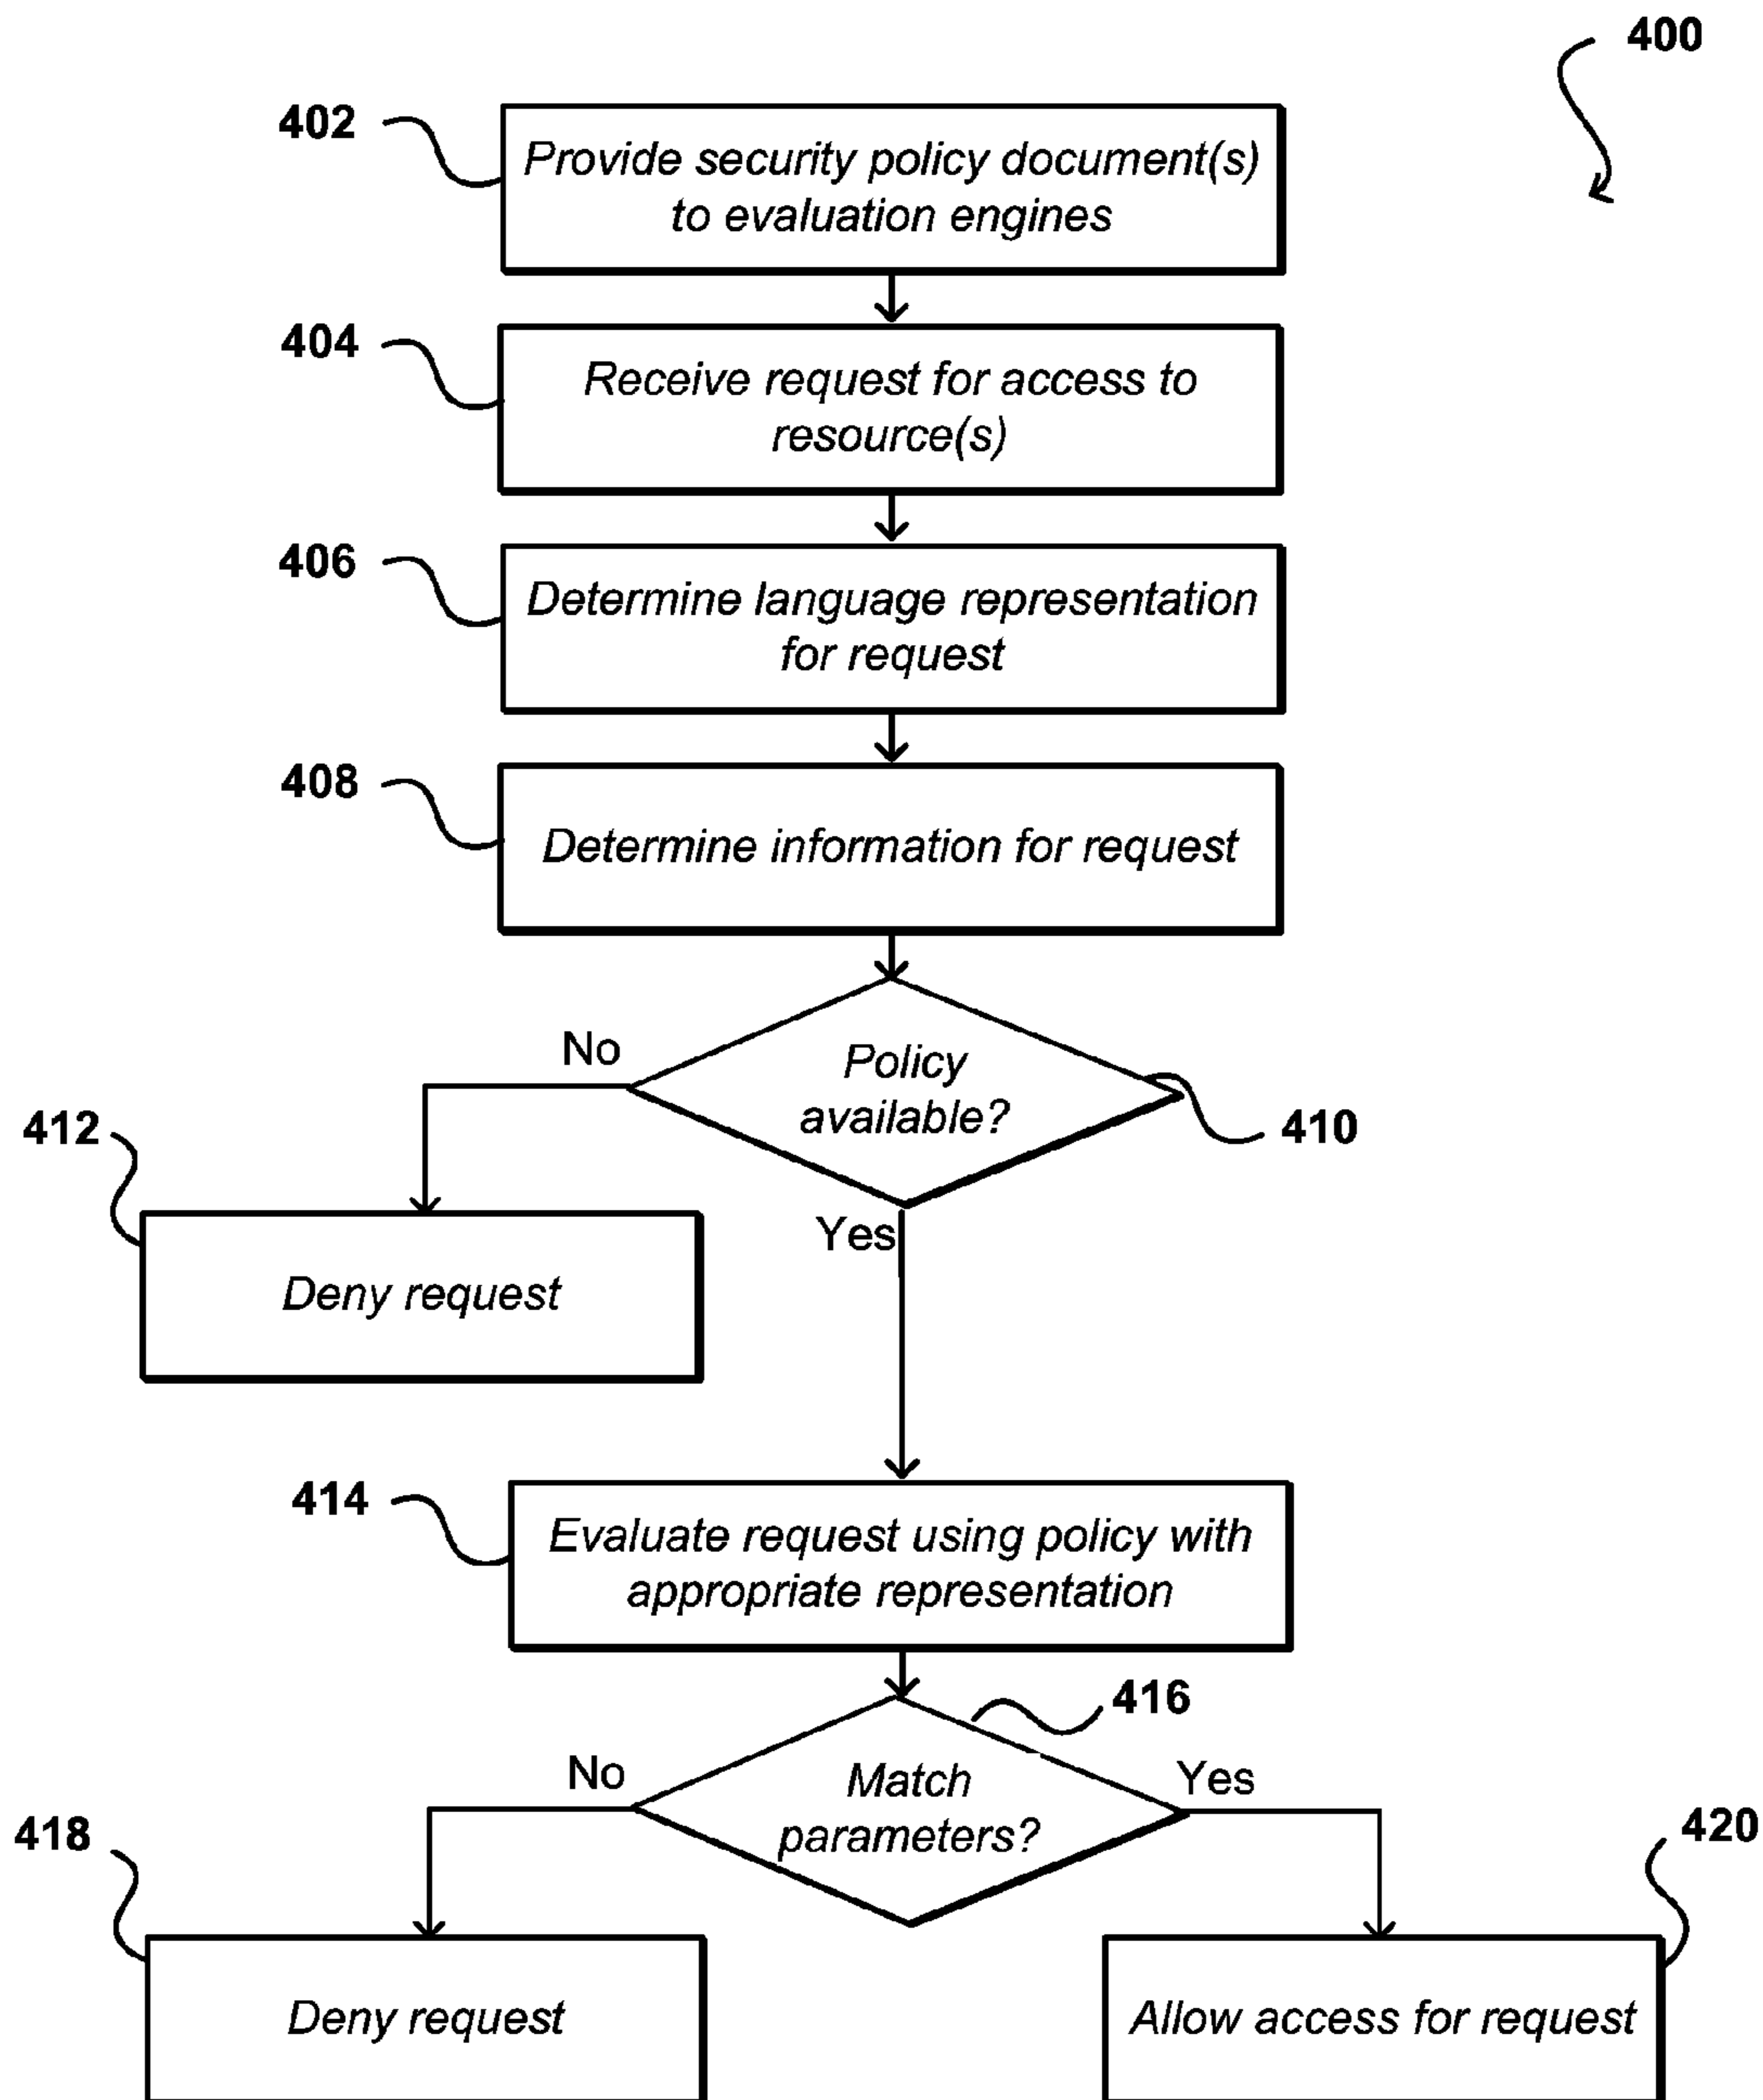 400
402
Provide security policy document(s)
to evaluation engines
404
Receive request for access to
resource(s)
406
Determine language representation
for request
408
Determine information for request
No
Policy
available?
410
412
Yes
Deny request
414
Evaluate request using policy with
appropriate representation
416
No
Match
parameters?
Yes
418
420
Deny request
Allow access for request